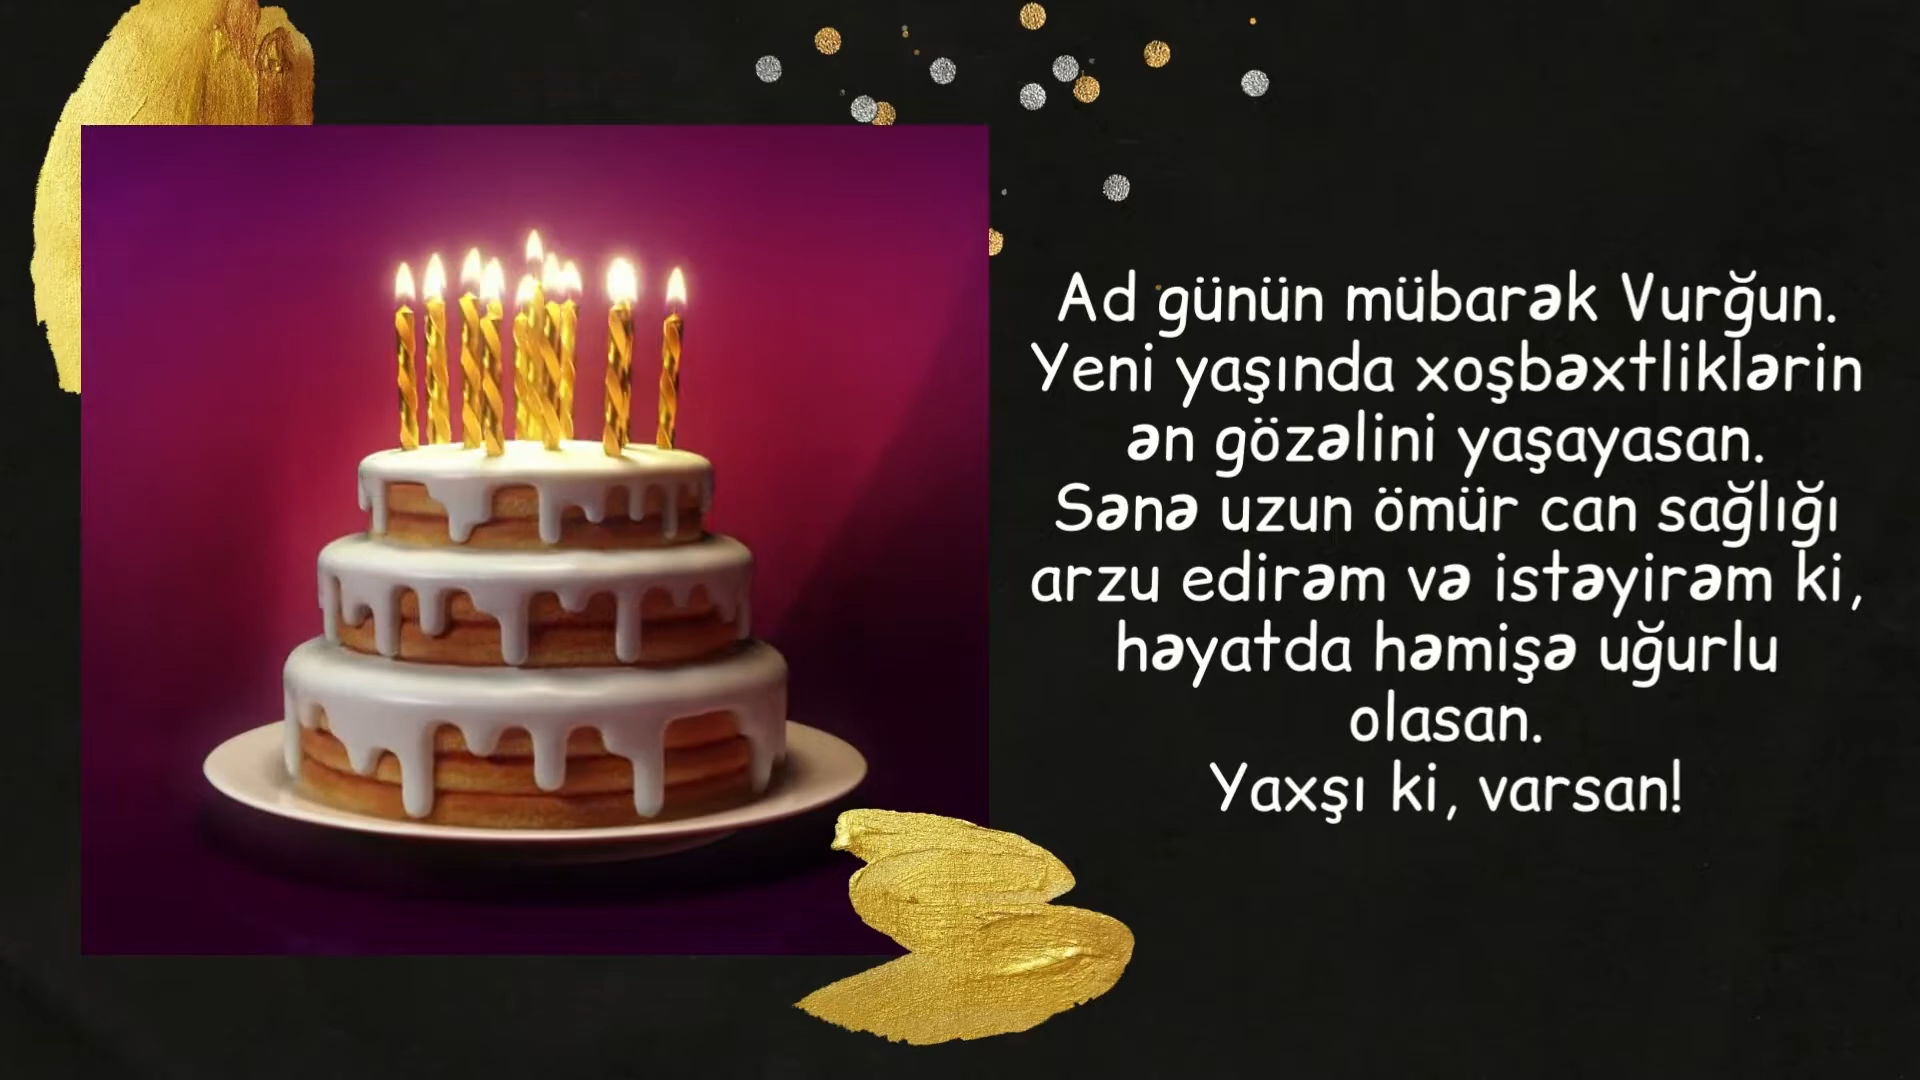 Ad günün mübarək Vurğun.
Yeni yaşında xoşbəxtliklərin
ən gözəlini yaşayasan.
Sənə uzun ömür can sağlığı
arzu edirəm və istəyirəm ki,
həyatda həmişə uğurlu
olasan.
Yaxşı ki, varsan!